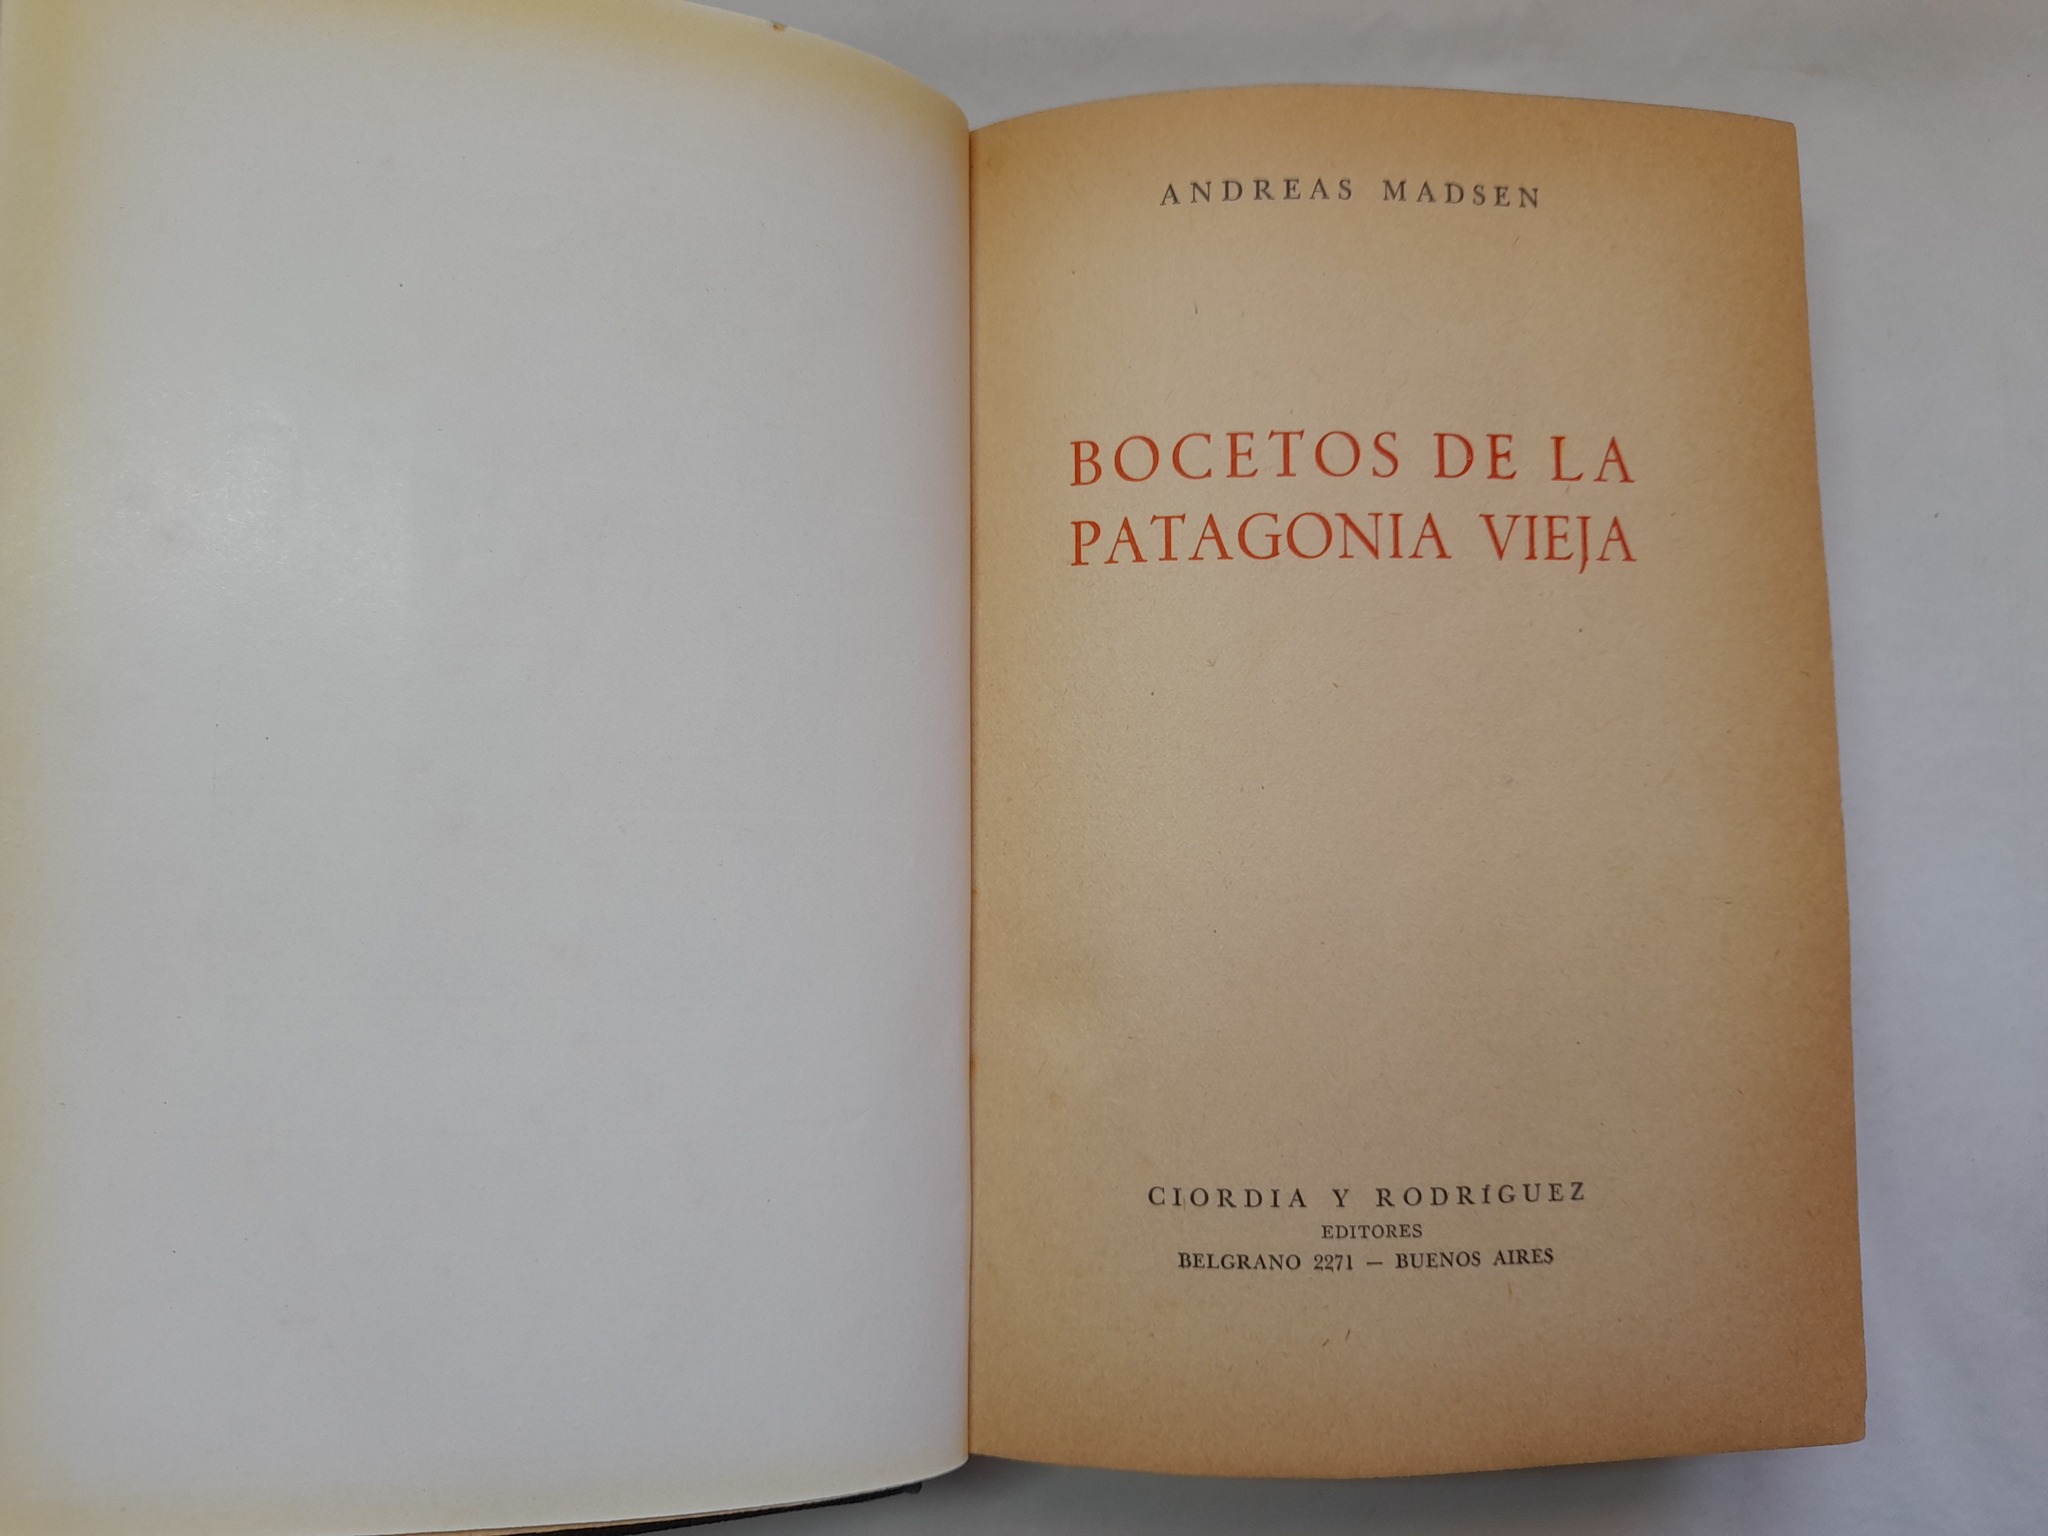 ANDREAS MADSEN
BOCETOS DE LA
PATAGONIA VIEJA
CIORDIA Y RODRÍGUEZ
EDITORES
BELGRANO 2271 — BUENOS AIRES